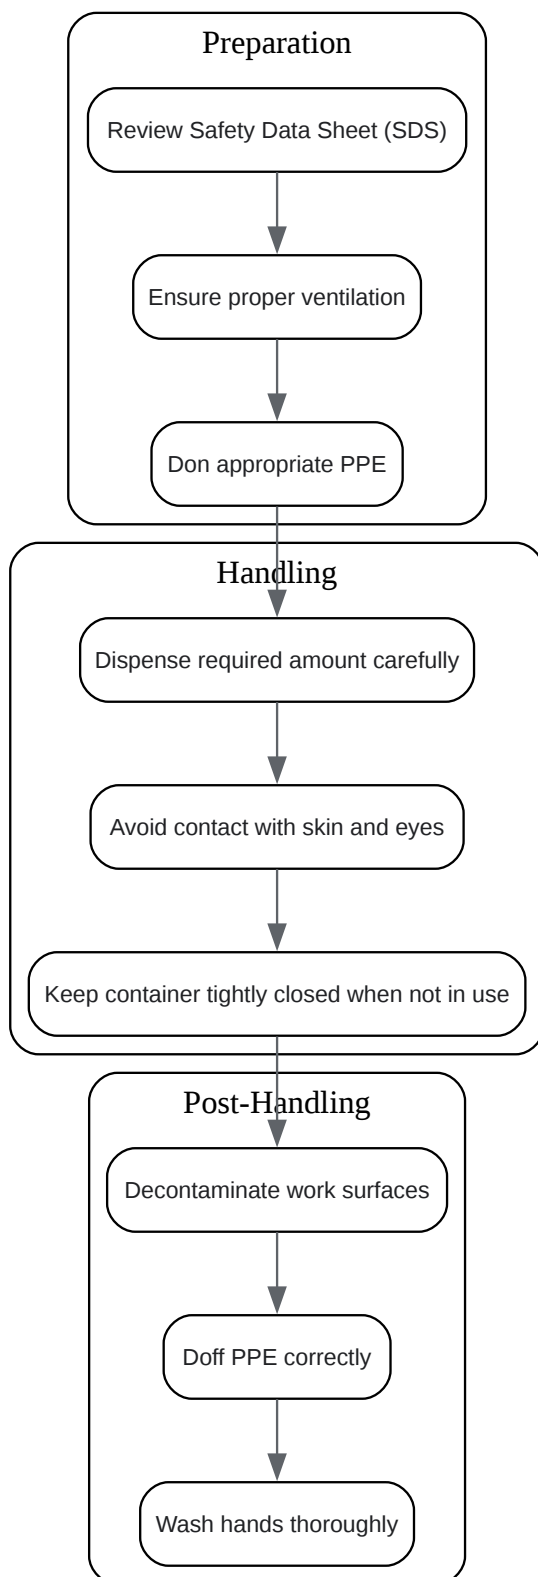 Preparation
Review Safety Data Sheet (SDS)
Ensure proper ventilation
Don appropriate PPE
Handling
Dispense required amount carefully
Avoid contact with skin and eyes
Keep container tightly closed when not in use
Post-Handling
Decontaminate work surfaces
Doff PPE correctly
Wash hands thoroughly